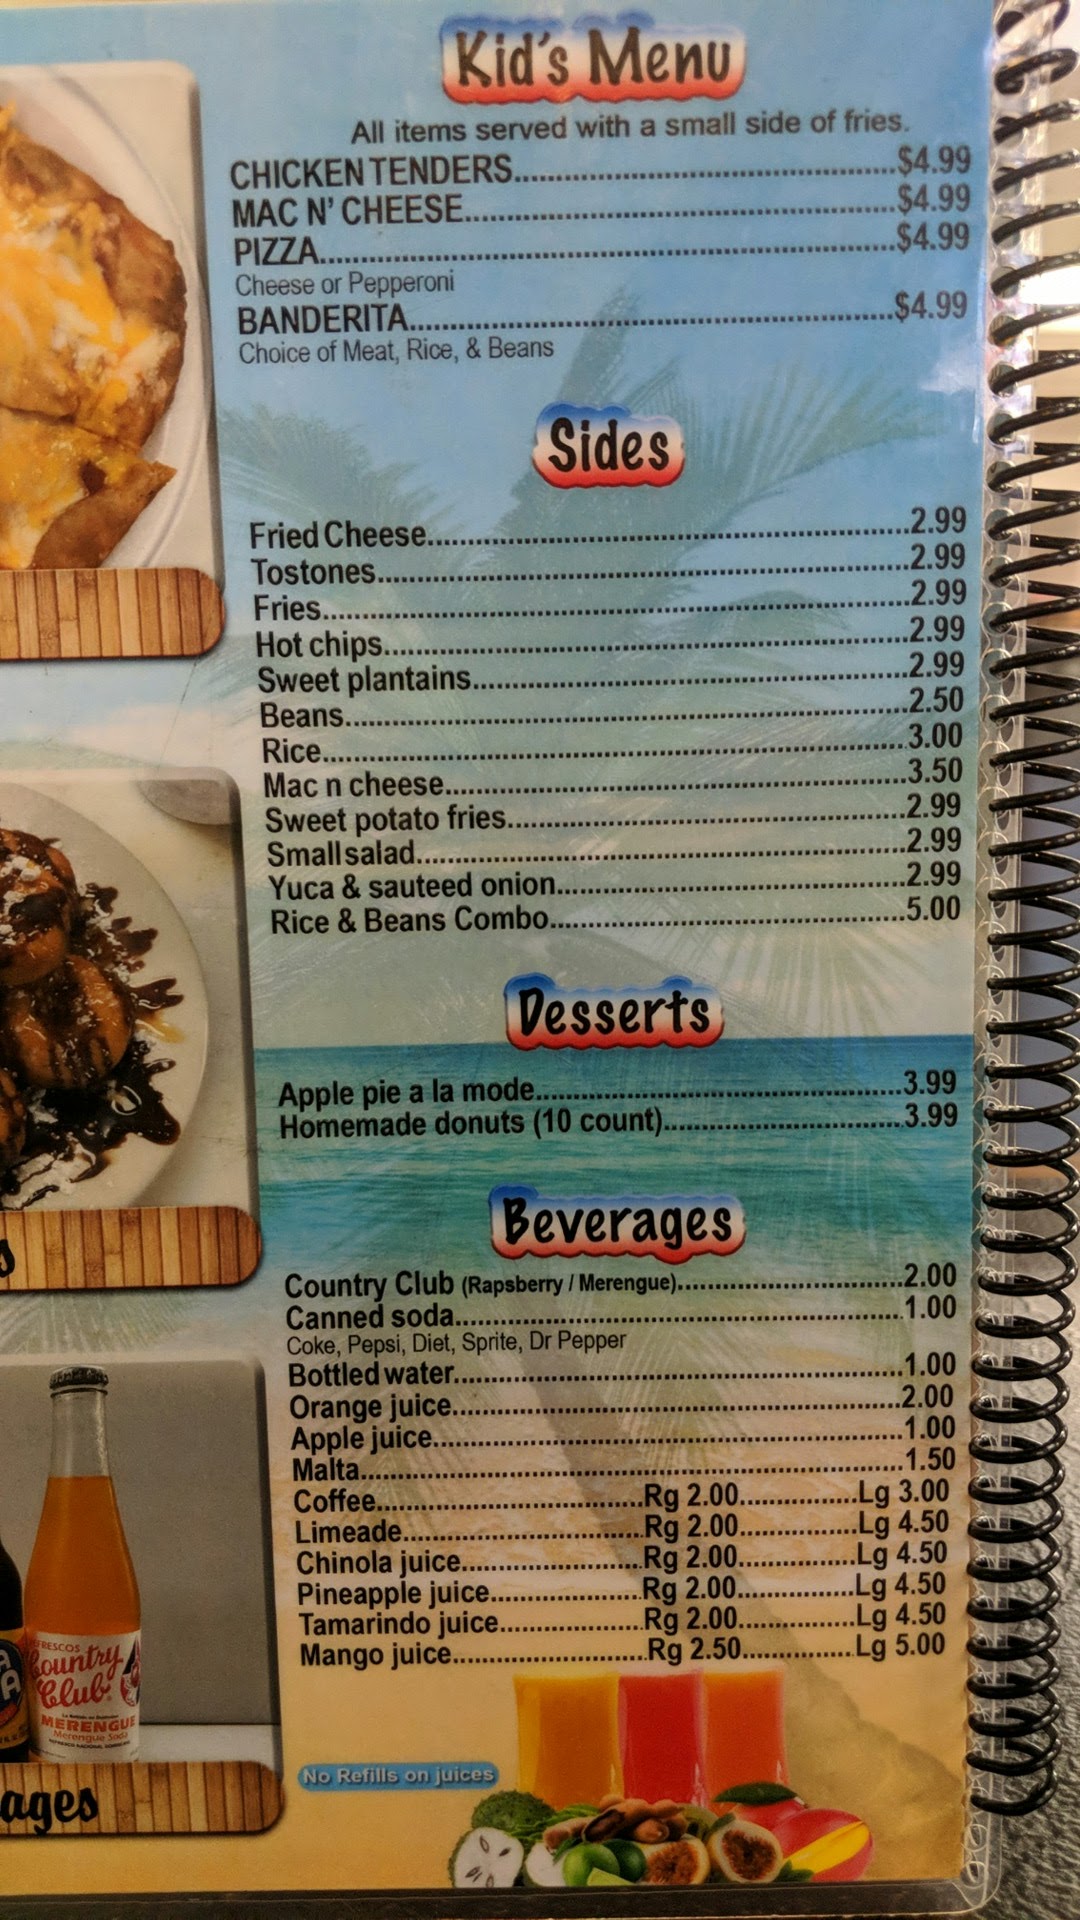 Kid's Menu
All items served with a small side of fries.
CHICKEN TENDERS..........$4.99
MAC N' CHEESE..........$4.99
PIZZA..........$4.99
Cheese or Pepperoni
BANDERITA..........$4.99
Choice of Meat, Rice, & Beans
Sides
Fried Cheese..........2.99
Tostones..........2.99
Fries..........2.99
Hot chips..........2.99
Sweet plantains..........2.99
Beans..........2.50
Rice..........3.00
Mac n cheese..........3.50
Sweet potato fries..........2.99
Small salad..........2.99
Yuca & sauteed onion..........2.99
Rice & Beans Combo..........5.00
Desserts
Apple pie a la mode..........3.99
Homemade donuts (10 count)..........3.99
Beverages
Country Club (Rapsberry / Merengue)..........2.00
Canned soda..........1.00
Coke, Pepsi, Diet, Sprite, Dr Pepper
Bottled water..........1.00
Orange juice..........2.00
Apple juice..........1.00
Malta..........1.50
Coffee..........Rg 2.00..........Lg 3.00
Limeade..........Rg 2.00..........Lg 4.50
Chinola juice..........Rg 2.00..........Lg 4.50
Pineapple juice..........Rg 2.00..........Lg 4.50
Tamarindo juice..........Rg 2.00..........Lg 4.50
Mango juice..........Rg 2.50..........Lg 5.00
No Refills on juices
REFRESCOS
Country
Club
MERENGUE
Merengue Soda
ages